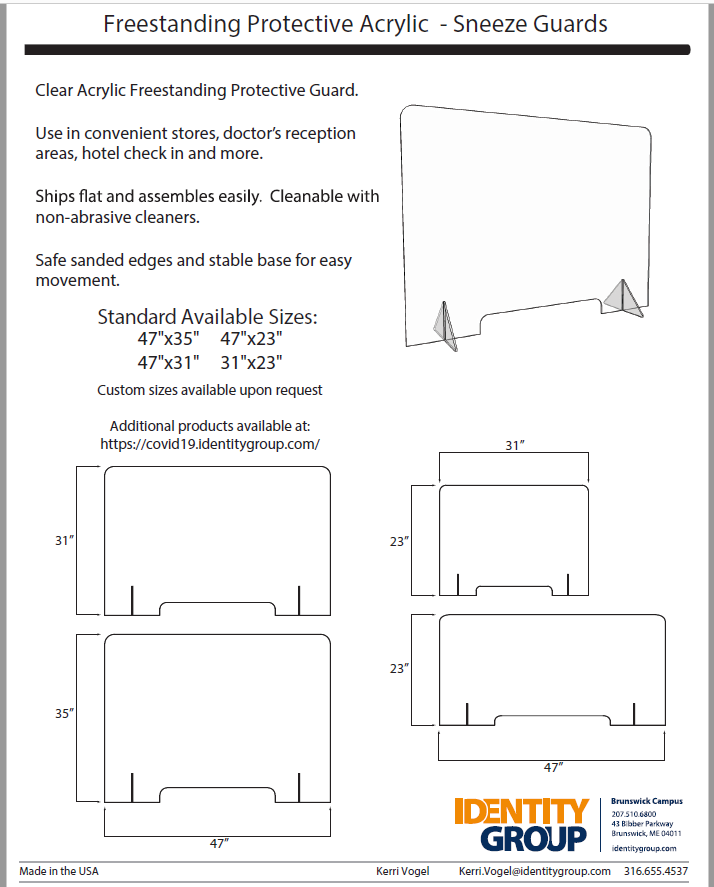 Freestanding Protective Acrylic - Sneeze Guards
Clear Acrylic Freestanding Protective Guard.
Use in convenient stores, doctor's reception
areas, hotel check in and more.
Ships flat and assembles easily. Cleanable with
non-abrasive cleaners.
Safe sanded edges and stable base for easy
movement.
Standard Available Sizes:
47"x35" 47"x23"
47"x31" 31"x23"
Custom sizes available upon request
Additional products available at:
https://covid19.identitygroup.com/
31"
31"
23"
35"
23"
47"
47"
IDENTITY
GROUP
Brunswick Campus
207.510.6800
43 Bibber Parkway
Brunswick, ME 04011
identitygroup.com
Made in the USA Kerri Vogel Kerri.Vogel@identitygroup.com 316.655.4537